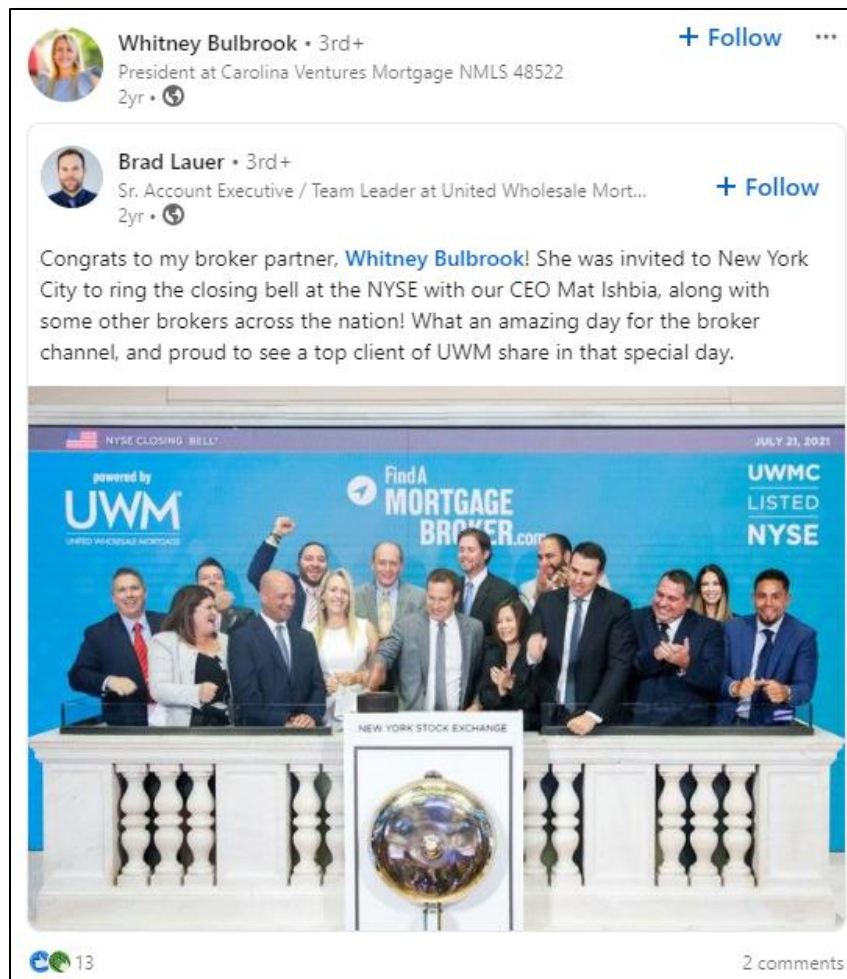 Whitney Bulbrook • 3rd+
+ Follow
...
President at Carolina Ventures Mortgage NMLS 48522
2yr •
Brad Lauer • 3rd+
Sr. Account Executive / Team Leader at United Wholesale Mort...
+ Follow
2yr •
Congrats to my broker partner, Whitney Bulbrook! She was invited to New York
City to ring the closing bell at the NYSE with our CEO Mat Ishbia, along with
some other brokers across the nation! What an amazing day for the broker
channel, and proud to see a top client of UWM share in that special day.
NYSE CLOSING BELL®
JULY 21, 2021
powered by
UWM
UNITED WHOLESALE MORTGAGE
Find A
MORTGAGE
BROKER.com
UWMC
LISTED
NYSE
NEW YORK STOCK EXCHANGE
13
2 comments